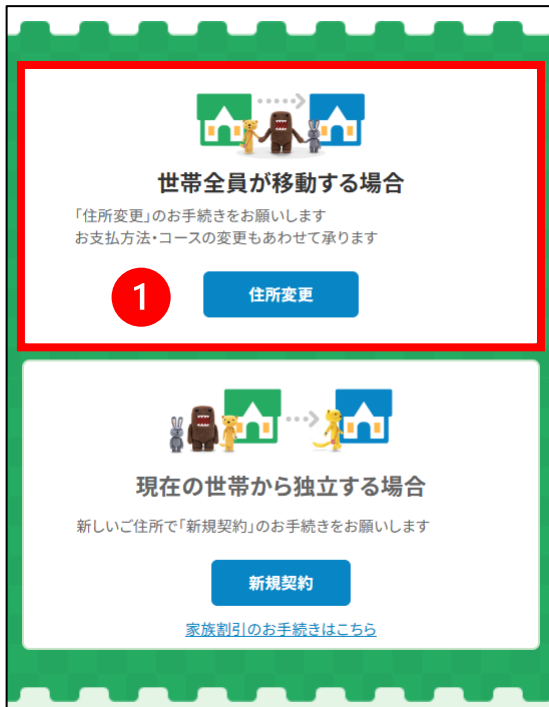 世帯全員が移動する場合
「住所変更」のお手続きをお願いします
お支払方法・コースの変更もあわせて承ります
1
住所変更
現在の世帯から独立する場合
新しいご住所で「新規契約」のお手続きをお願いします
新規契約
家族割引のお手続きはこちら